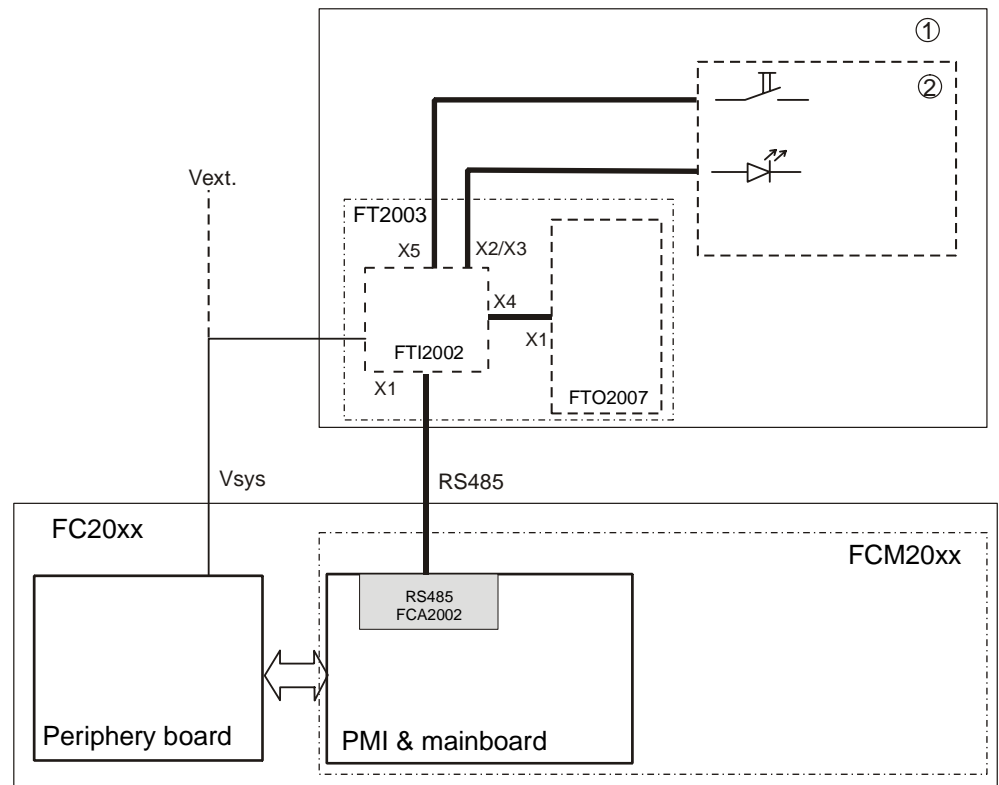 ①
②
Vext.
FT2003
X5
X2/X3
X4
X1
FTI2002
X1
FTO2007
Vsys
RS485
FC20xx
FCM20xx
RS485
FCA2002
Periphery board
PMI & mainboard